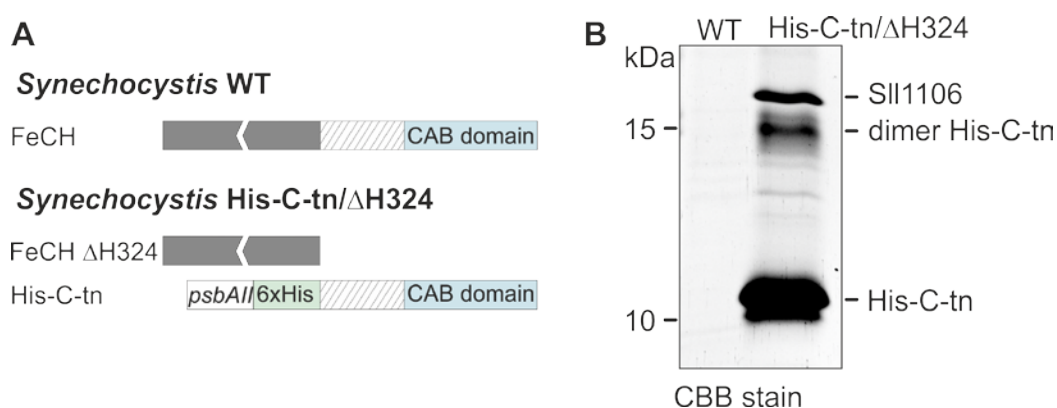 A
Synechocystis WT
FeCH
CAB domain
Synechocystis His-C-tn/ΔH324
FeCH ΔH324
His-C-tn
psbAII
6xHis
CAB domain
B
WT
His-C-tn/ΔH324
kDa
Sll1106
15
dimer His-C-tn
His-C-tn
10
CBB stain